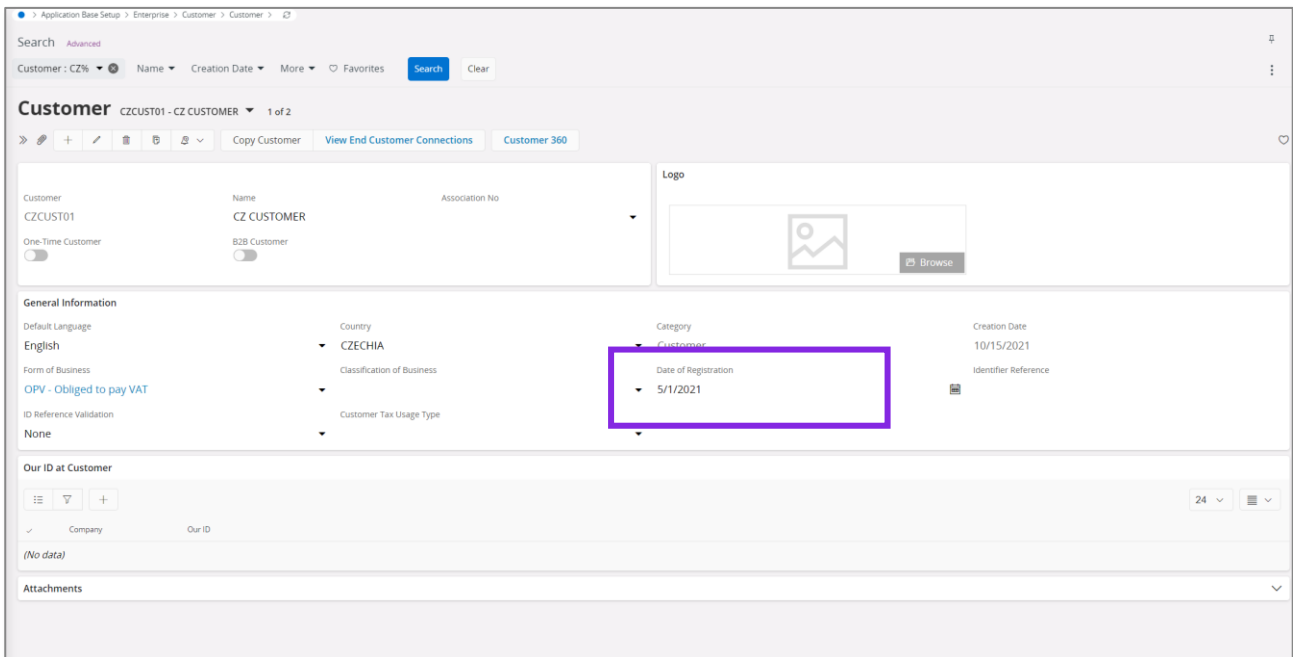 > Application Base Setup > Enterprise > Customer > Customer >
Search Advanced
Customer : CZ% Name Creation Date More Favorites Search Clear
Customer CZCUST01 - CZ CUSTOMER 1 of 2
Copy Customer View End Customer Connections Customer 360
Logo
Customer Name Association No
CZCUST01 CZ CUSTOMER
One-Time Customer B2B Customer
Browse
General Information
Default Language Country Category Creation Date
English CZECHIA Customer 10/15/2021
Form of Business Classification of Business Date of Registration Identifier Reference
OPV - Obliged to pay VAT 5/1/2021
ID Reference Validation Customer Tax Usage Type
None
Our ID at Customer
24
Company Our ID
(No data)
Attachments